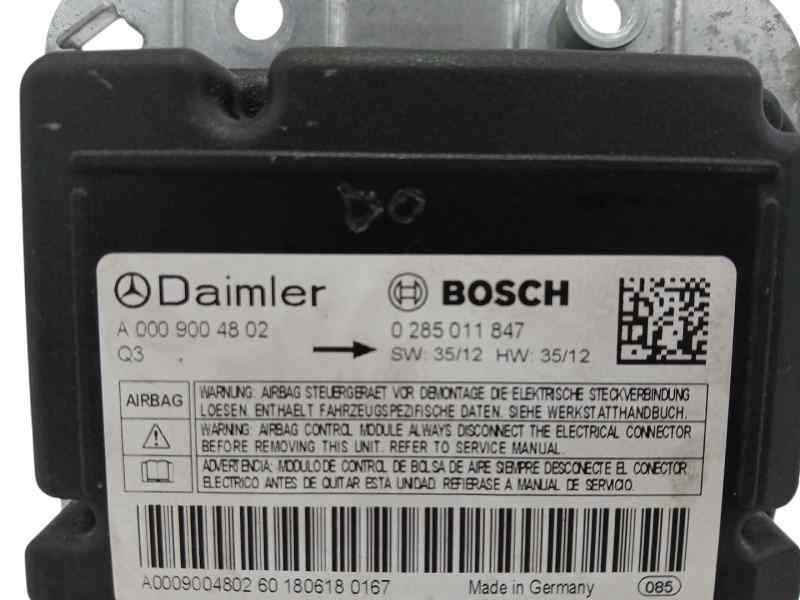 Daimler
BOSCH
A 000 900 48 02
0 285 011 847
Q3
SW: 35/12 HW: 35/12
AIRBAG
WARNUNG: AIRBAG STEUERGERAET VOR DEMONTAGE DIE ELEKTRISCHE STECKVERBINDUNG
LOESEN. ENTHAELT FAHRZEUGSPEZIFISCHE DATEN. SIEHE WERKSTATTHANDBUCH.
WARNING: AIRBAG CONTROL MODULE ALWAYS DISCONNECT THE ELECTRICAL CONNECTOR
BEFORE REMOVING THIS UNIT. REFER TO SERVICE MANUAL.
ADVERTENCIA: MODULO DE CONTROL DE BOLSA DE AIRE SIEMPRE DESCONECTE EL CONECTOR
ELECTRICO ANTES DE QUITAR ESTA UNIDAD. REFIERASE A MANUAL DE SERVICIO.
A0009004802 60 180618 0167
Made in Germany
085